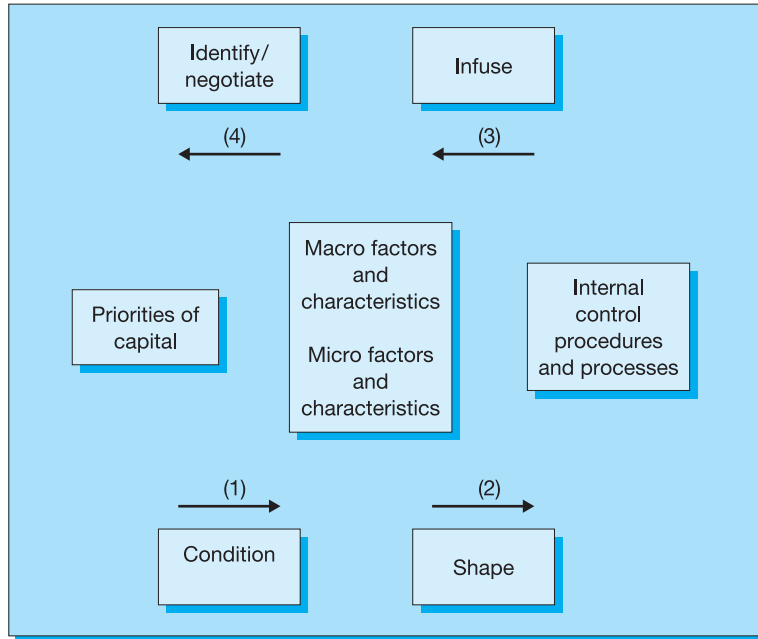 Identify/
negotiate
Infuse
(4)
(3)
Macro factors
and
characteristics
Micro factors
and
characteristics
Priorities of
capital
Internal
control
procedures
and processes
(1)
(2)
Condition
Shape